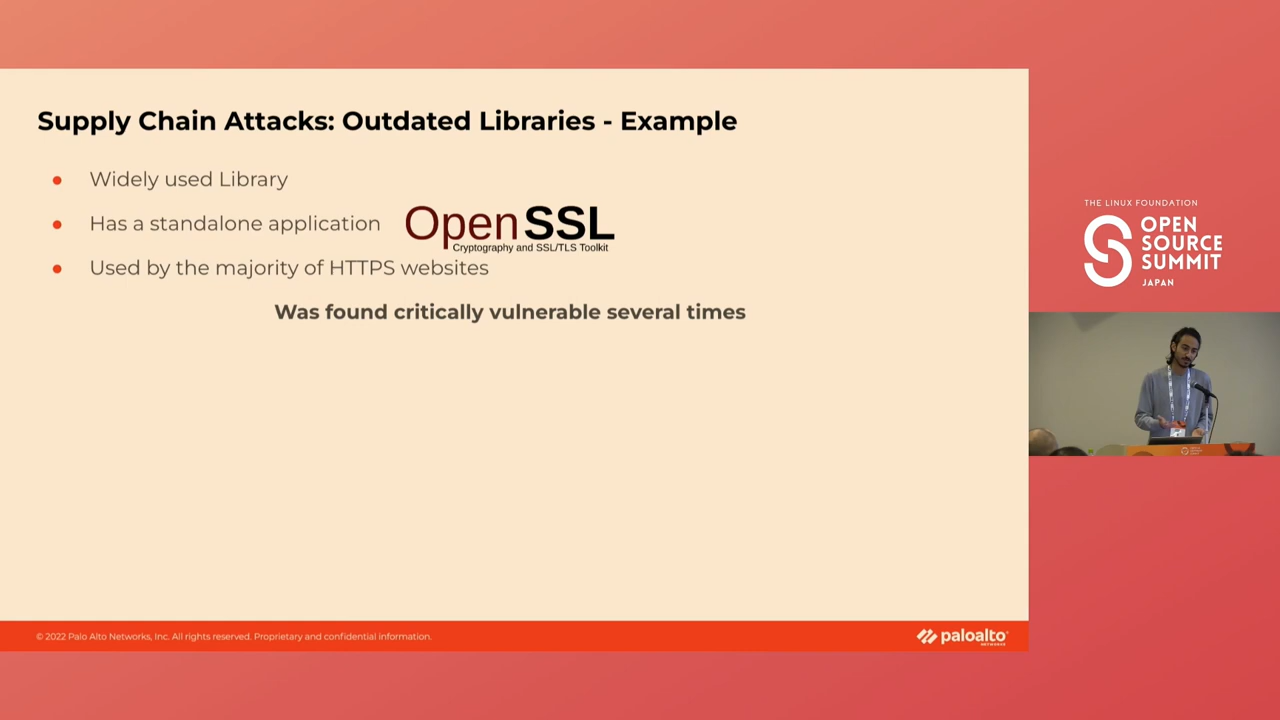 Supply Chain Attacks: Outdated Libraries - Example
Widely used Library
Has a standalone application
OpenSSL
Cryptography and SSL/TLS Toolkit
Used by the majority of HTTPS websites
Was found critically vulnerable several times
© 2022 Palo Alto Networks, Inc. All rights reserved. Proprietary and confidential information.
paloalto
NETWORKS
THE LINUX FOUNDATION
OPEN
SOURCE
SUMMIT
JAPAN